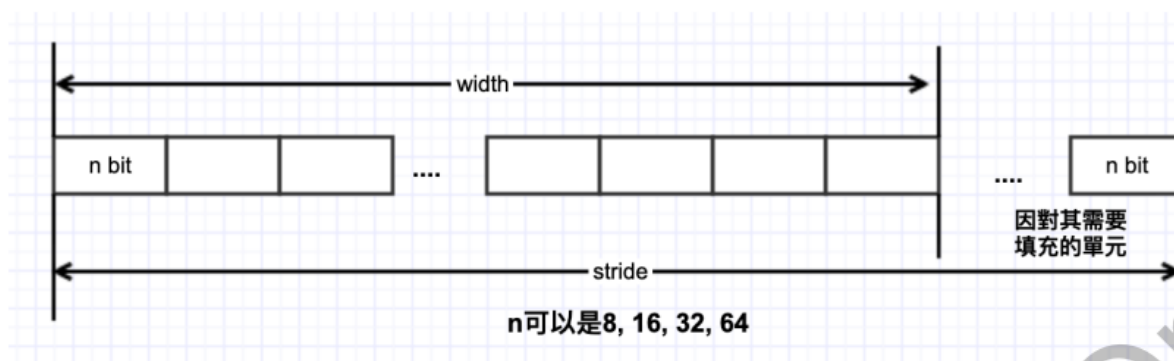 width
n bit
....
....
n bit
因對其需要
填充的單元
stride
n可以是8, 16, 32, 64